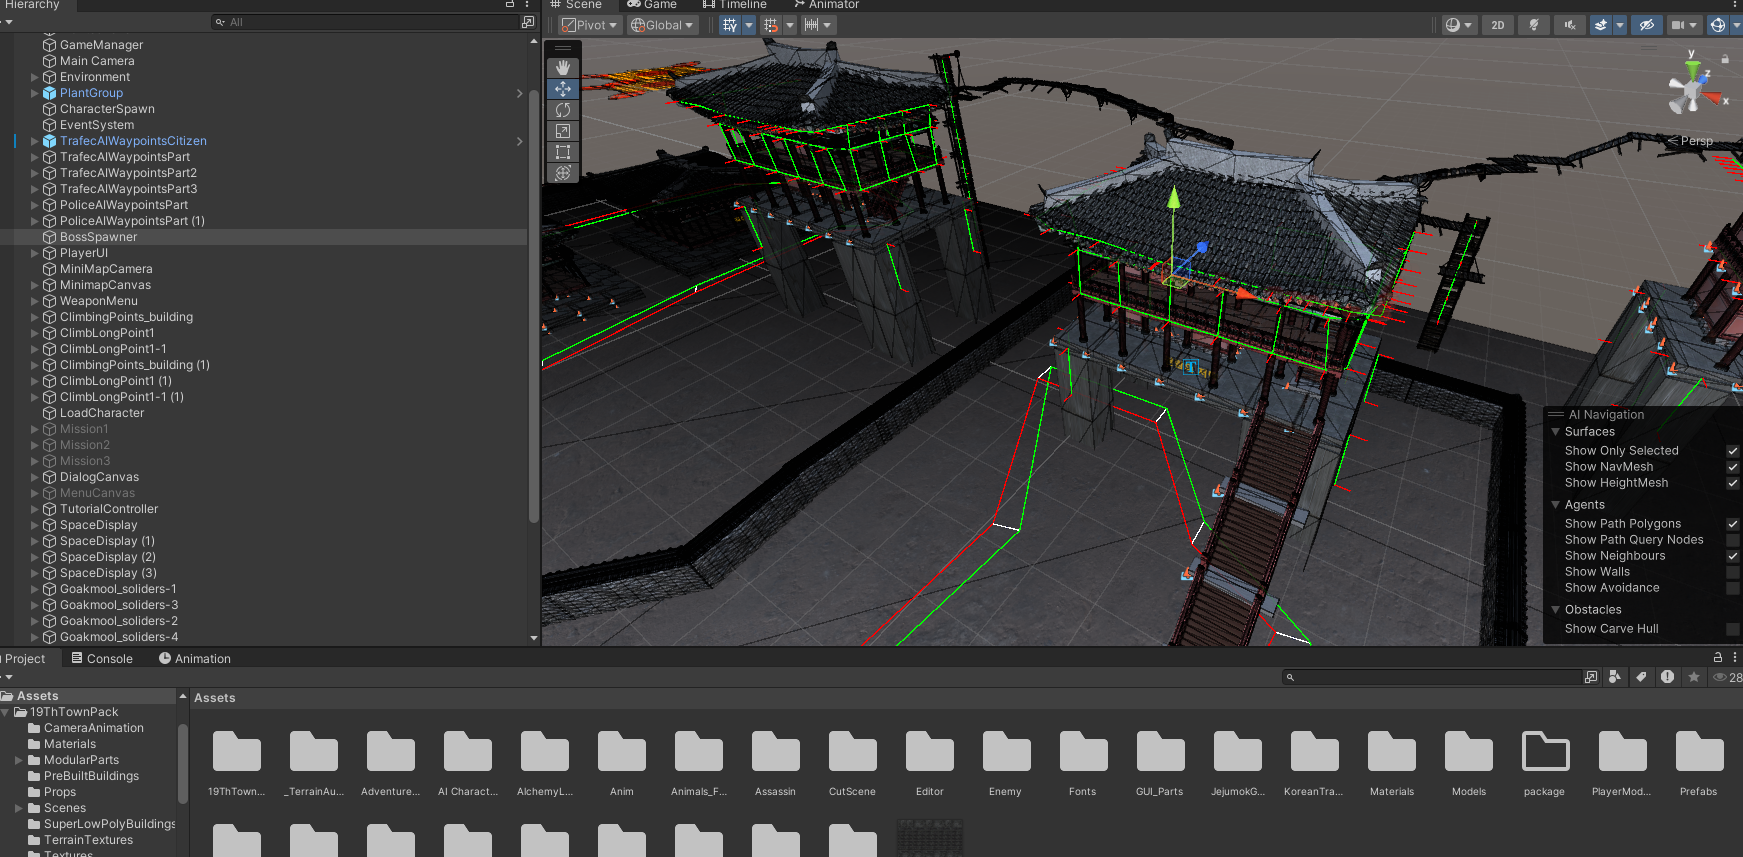 Hierarchy
All
GameManager
Main Camera
Environment
PlantGroup
CharacterSpawn
EventSystem
TrafecAIWaypointsCitizen
TrafecAIWaypointsPart
TrafecAIWaypointsPart2
TrafecAIWaypointsPart3
PoliceAIWaypointsPart
PoliceAIWaypointsPart (1)
BossSpawner
PlayerUI
MiniMapCamera
MinimapCanvas
WeaponMenu
ClimbingPoints_building
ClimbLongPoint1
ClimbLongPoint1-1
ClimbingPoints_building (1)
ClimbLongPoint1 (1)
ClimbLongPoint1-1 (1)
LoadCharacter
Mission1
Mission2
Mission3
DialogCanvas
MenuCanvas
TutorialController
SpaceDisplay
SpaceDisplay (1)
SpaceDisplay (2)
SpaceDisplay (3)
Goakmool_soliders-1
Goakmool_soliders-3
Goakmool_soliders-2
Goakmool_soliders-4
Scene Game Timeline Animator
Pivot Global 2D
y
z
x
Persp
AI Navigation
Surfaces
Show Only Selected
Show NavMesh
Show HeightMesh
Agents
Show Path Polygons
Show Path Query Nodes
Show Neighbours
Show Walls
Show Avoidance
Obstacles
Show Carve Hull
Project Console Animation
28
Assets
19ThTownPack
CameraAnimation
Materials
ModularParts
PreBuiltBuildings
Props
Scenes
SuperLowPolyBuildings
TerrainTextures
Textures
Assets
19ThTown... _TerrainAu... Adventure... AI Charact... AlchemyL... Anim Animals_F... Assassin CutScene Editor Enemy Fonts GUI_Parts JejumokG... KoreanTra... Materials Models package PlayerMod... Prefabs